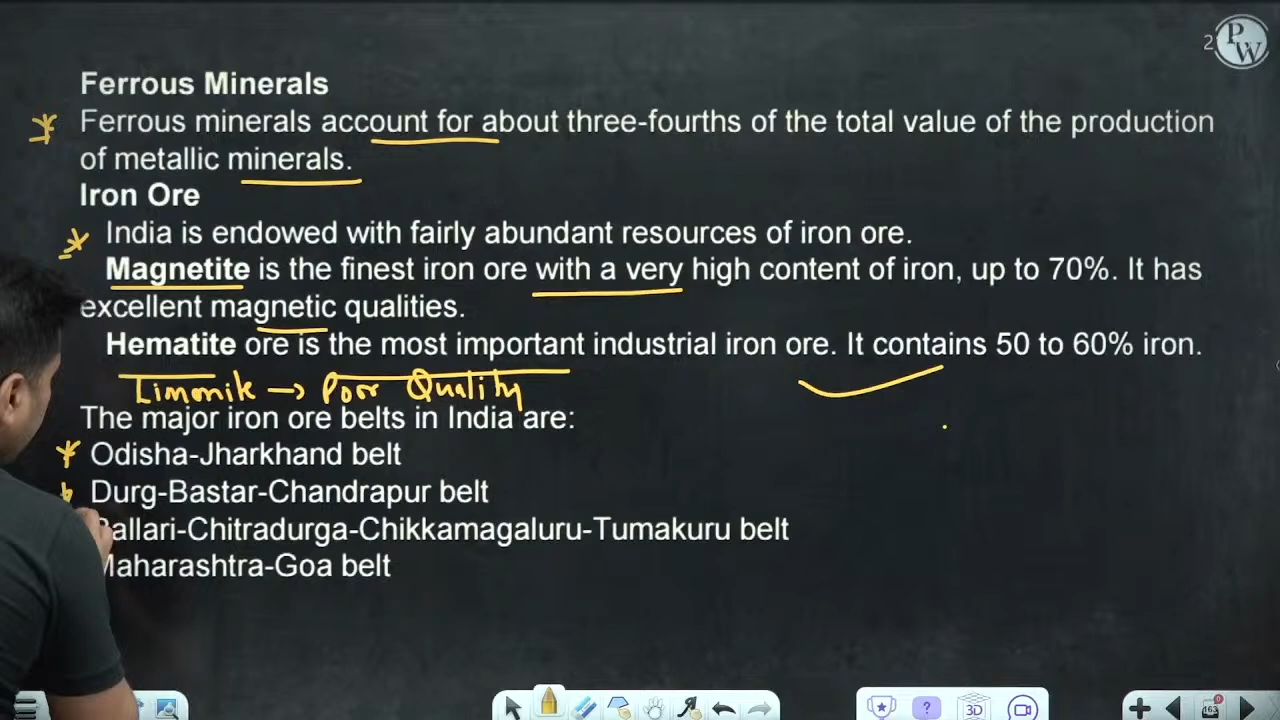 2
PW
Ferrous Minerals
Ferrous minerals account for about three-fourths of the total value of the production
of metallic minerals.
Iron Ore
India is endowed with fairly abundant resources of iron ore.
Magnetite is the finest iron ore with a very high content of iron, up to 70%. It has
excellent magnetic qualities.
Hematite ore is the most important industrial iron ore. It contains 50 to 60% iron.
→ Poor Quality
The major iron ore belts in India are:
Odisha-Jharkhand belt
Durg-Bastar-Chandrapur belt
allari-Chitradurga-Chikkamagaluru-Tumakuru belt
aharashtra-Goa belt
?
3D
163